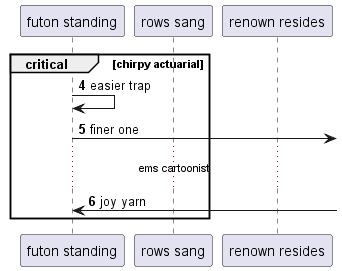 futon standing rows sang renown resides
critical [chirpy actuarial]
4 easier trap
5 finer one
ems cartoonist
6 joy yarn
futon standing rows sang renown resides